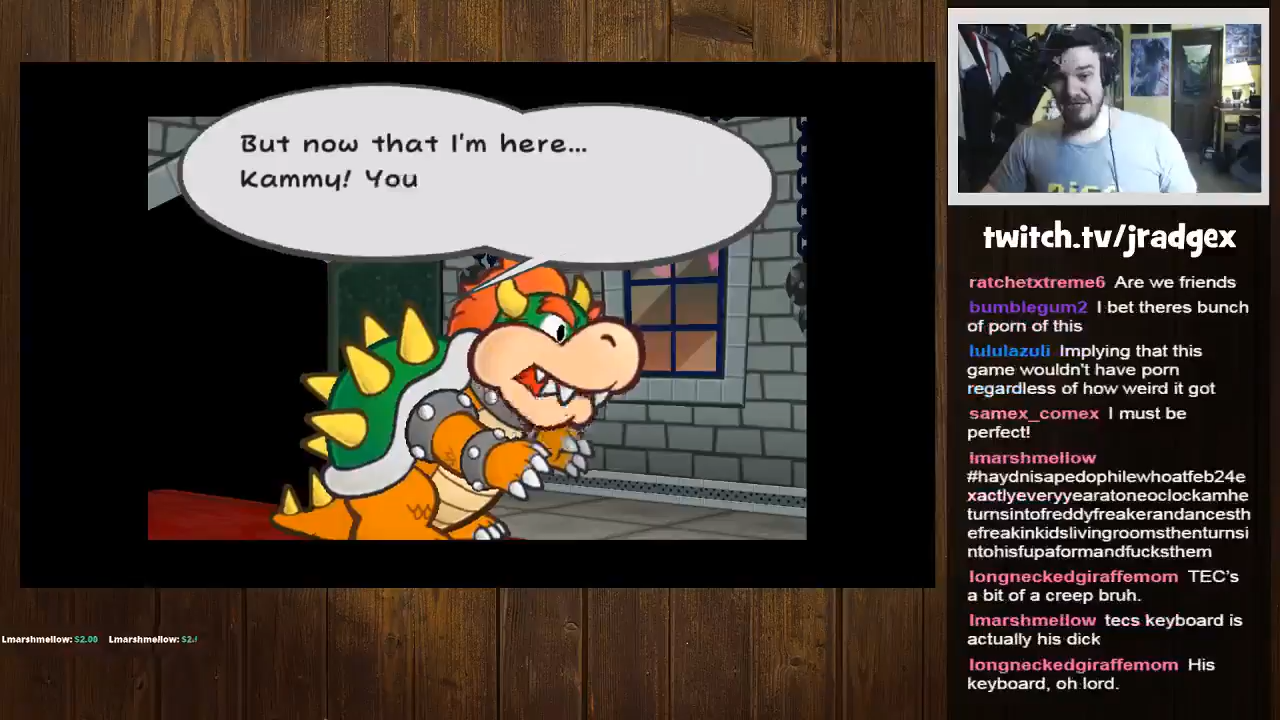 But now that I'm here...
Kammy! You
twitch.tv/jradgex
ratchetxtreme6 Are we friends
bumblegum2 I bet theres bunch
of porn of this
lululazuli Implying that this
game wouldn't have porn
regardless of how weird it got
samex_comex I must be
perfect!
lmarshmellow
#haydnisapedophilewhoatfeb24e
xactlyeveryyearatoneoclockamhe
turnsintofreddyfreakerandancesth
efreakinkidslivingroomsthenturnsi
ntohisfupaformandfucksthem
longneckedgiraffemom TEC's
a bit of a creep bruh.
lmarshmellow tecs keyboard is
actually his dick
longneckedgiraffemom His
keyboard, oh lord.
Lmarshmellow: $2.00 Lmarshmellow: $2.